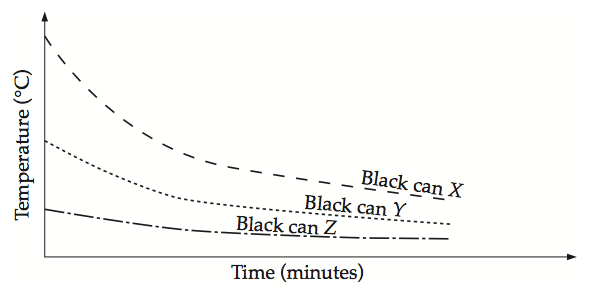 Temperature (°C)
Black can X
Black can Y
Black can Z
Time (minutes)